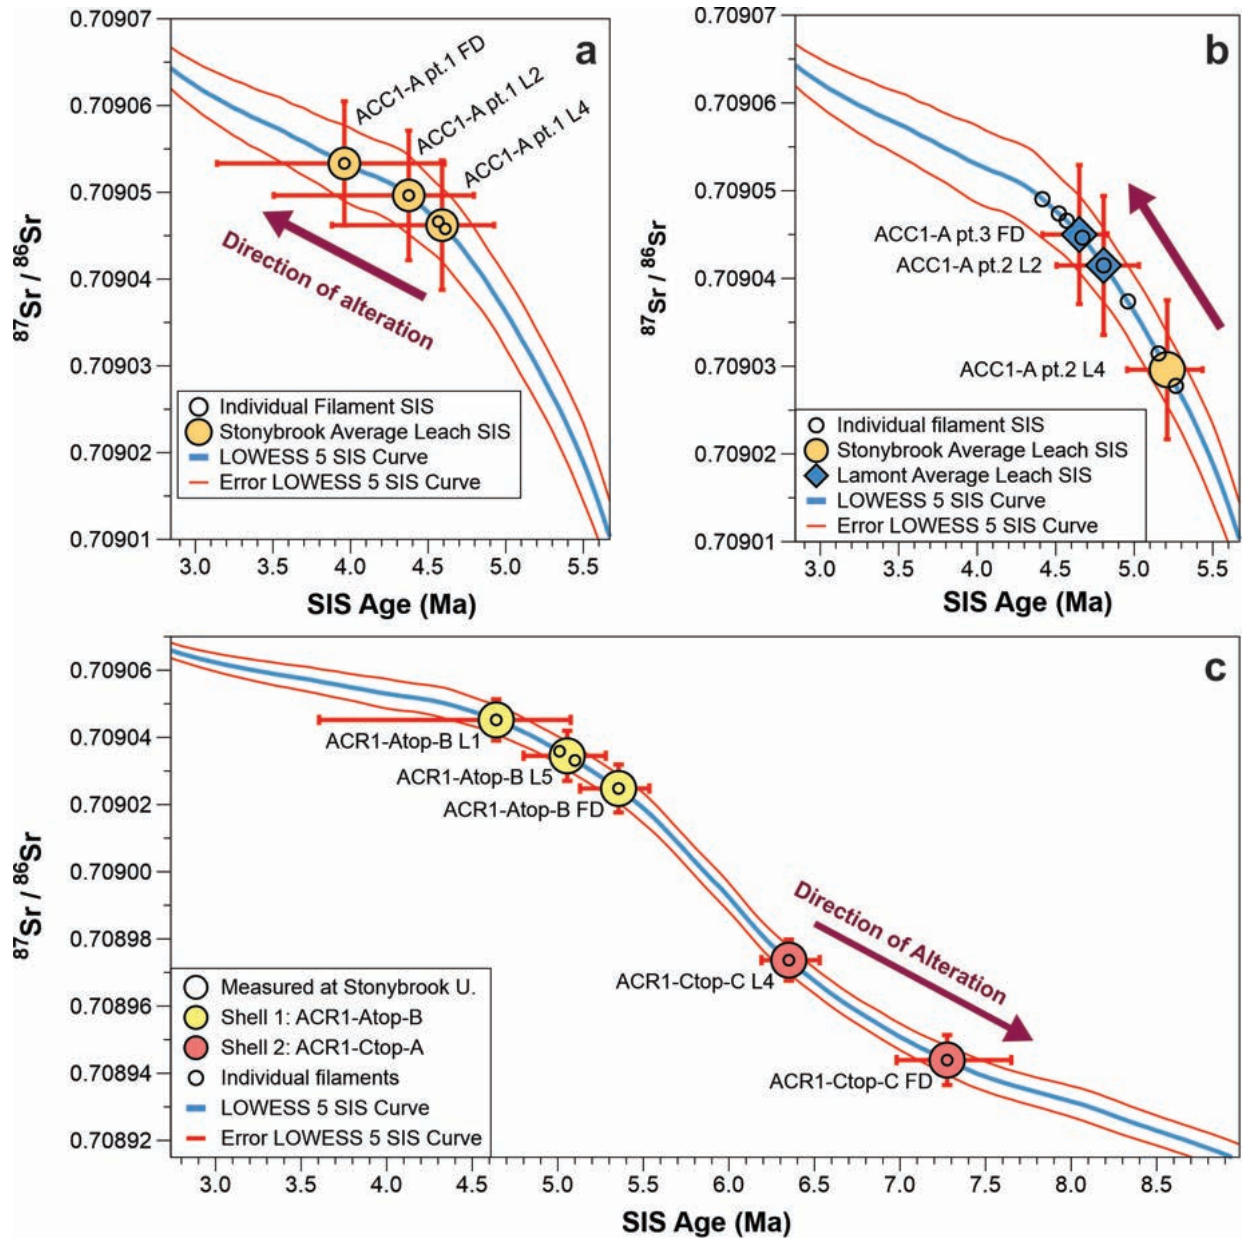 a
0.70907
0.70906
0.70905
0.70904
0.70903
0.70902
0.70901
87Sr / 86Sr
ACC1-A pt.1 FD
ACC1-A pt.1 L2
ACC1-A pt.1 L4
Direction of alteration
Individual Filament SIS
Stonybrook Average Leach SIS
LOWESS 5 SIS Curve
Error LOWESS 5 SIS Curve
3.0 3.5 4.0 4.5 5.0 5.5
SIS Age (Ma)
b
0.70907
0.70906
0.70905
0.70904
0.70903
0.70902
0.70901
87Sr / 86Sr
ACC1-A pt.3 FD
ACC1-A pt.2 L2
ACC1-A pt.2 L4
Individual filament SIS
Stonybrook Average Leach SIS
Lamont Average Leach SIS
LOWESS 5 SIS Curve
Error LOWESS 5 SIS Curve
3.0 3.5 4.0 4.5 5.0 5.5
SIS Age (Ma)
c
0.70906
0.70904
0.70902
0.70900
0.70898
0.70896
0.70894
0.70892
87Sr / 86Sr
ACR1-Atop-B L1
ACR1-Atop-B L5
ACR1-Atop-B FD
ACR1-Ctop-C L4
ACR1-Ctop-C FD
Direction of Alteration
Measured at Stonybrook U.
Shell 1: ACR1-Atop-B
Shell 2: ACR1-Ctop-A
Individual filaments
LOWESS 5 SIS Curve
Error LOWESS 5 SIS Curve
3.0 3.5 4.0 4.5 5.0 5.5 6.0 6.5 7.0 7.5 8.0 8.5
SIS Age (Ma)